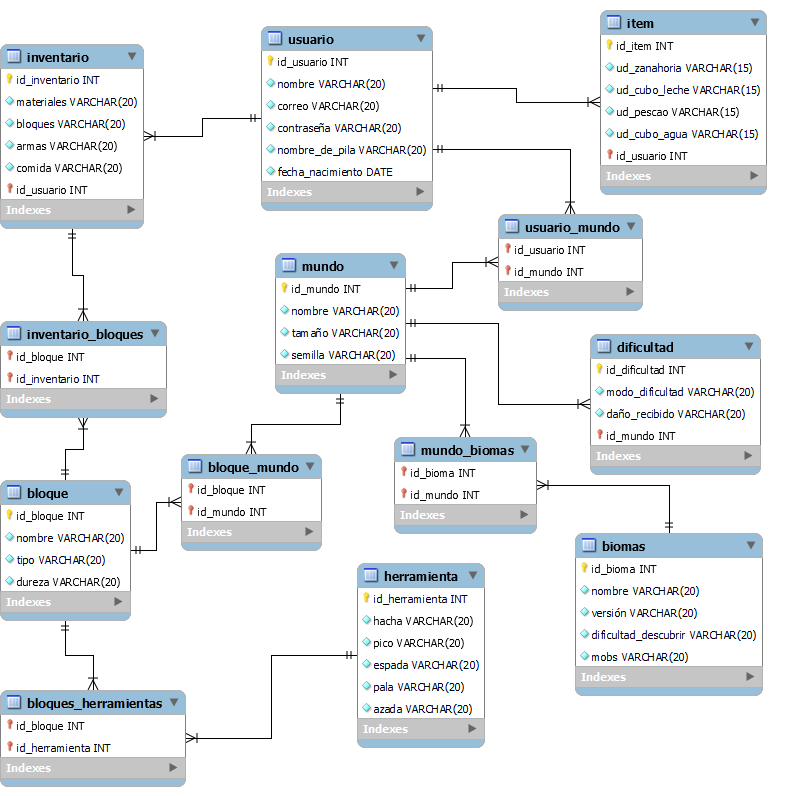 inventario
id_inventario INT
materiales VARCHAR(20)
bloques VARCHAR(20)
armas VARCHAR(20)
comida VARCHAR(20)
id_usuario INT
Indexes
usuario
id_usuario INT
nombre VARCHAR(20)
correo VARCHAR(20)
contraseña VARCHAR(20)
nombre_de_pila VARCHAR(20)
fecha_nacimiento DATE
Indexes
item
id_item INT
ud_zanahoria VARCHAR(15)
ud_cubo_leche VARCHAR(15)
ud_pescao VARCHAR(15)
ud_cubo_agua VARCHAR(15)
id_usuario INT
Indexes
usuario_mundo
id_usuario INT
id_mundo INT
Indexes
mundo
id_mundo INT
nombre VARCHAR(20)
tamaño VARCHAR(20)
semilla VARCHAR(20)
Indexes
inventario_bloques
id_bloque INT
id_inventario INT
Indexes
dificultad
id_dificultad INT
modo_dificultad VARCHAR(20)
daño_recibido VARCHAR(20)
id_mundo INT
Indexes
bloque_mundo
id_bloque INT
id_mundo INT
Indexes
mundo_biomas
id_bioma INT
id_mundo INT
Indexes
bloque
id_bloque INT
nombre VARCHAR(20)
tipo VARCHAR(20)
dureza VARCHAR(20)
Indexes
biomas
id_bioma INT
nombre VARCHAR(20)
versión VARCHAR(20)
dificultad_descubrir VARCHAR(20)
mobs VARCHAR(20)
Indexes
herramienta
id_herramienta INT
hacha VARCHAR(20)
pico VARCHAR(20)
espada VARCHAR(20)
pala VARCHAR(20)
azada VARCHAR(20)
Indexes
bloques_herramientas
id_bloque INT
id_herramienta INT
Indexes